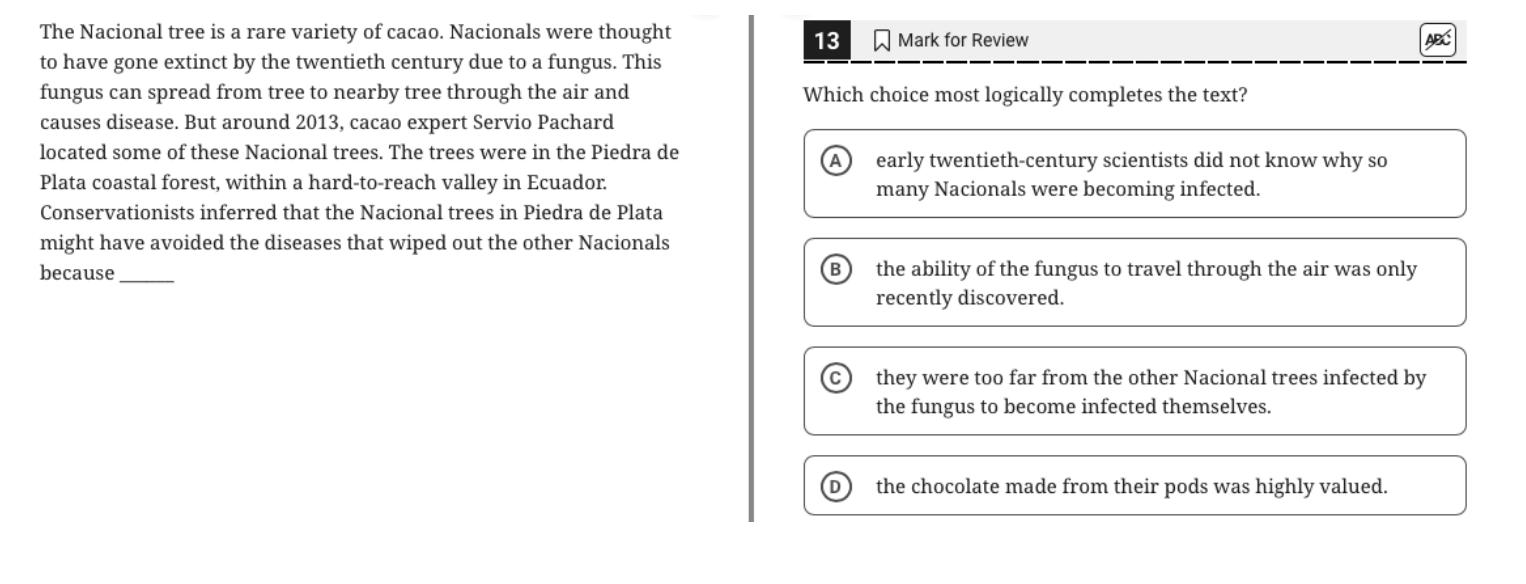 The Nacional tree is a rare variety of cacao. Nacionals were thought
to have gone extinct by the twentieth century due to a fungus. This
fungus can spread from tree to nearby tree through the air and
causes disease. But around 2013, cacao expert Servio Pachard
located some of these Nacional trees. The trees were in the Piedra de
Plata coastal forest, within a hard-to-reach valley in Ecuador.
Conservationists inferred that the Nacional trees in Piedra de Plata
might have avoided the diseases that wiped out the other Nacionals
because ______
13 Mark for Review ABC
Which choice most logically completes the text?
A early twentieth-century scientists did not know why so
many Nacionals were becoming infected.
B the ability of the fungus to travel through the air was only
recently discovered.
C they were too far from the other Nacional trees infected by
the fungus to become infected themselves.
D the chocolate made from their pods was highly valued.